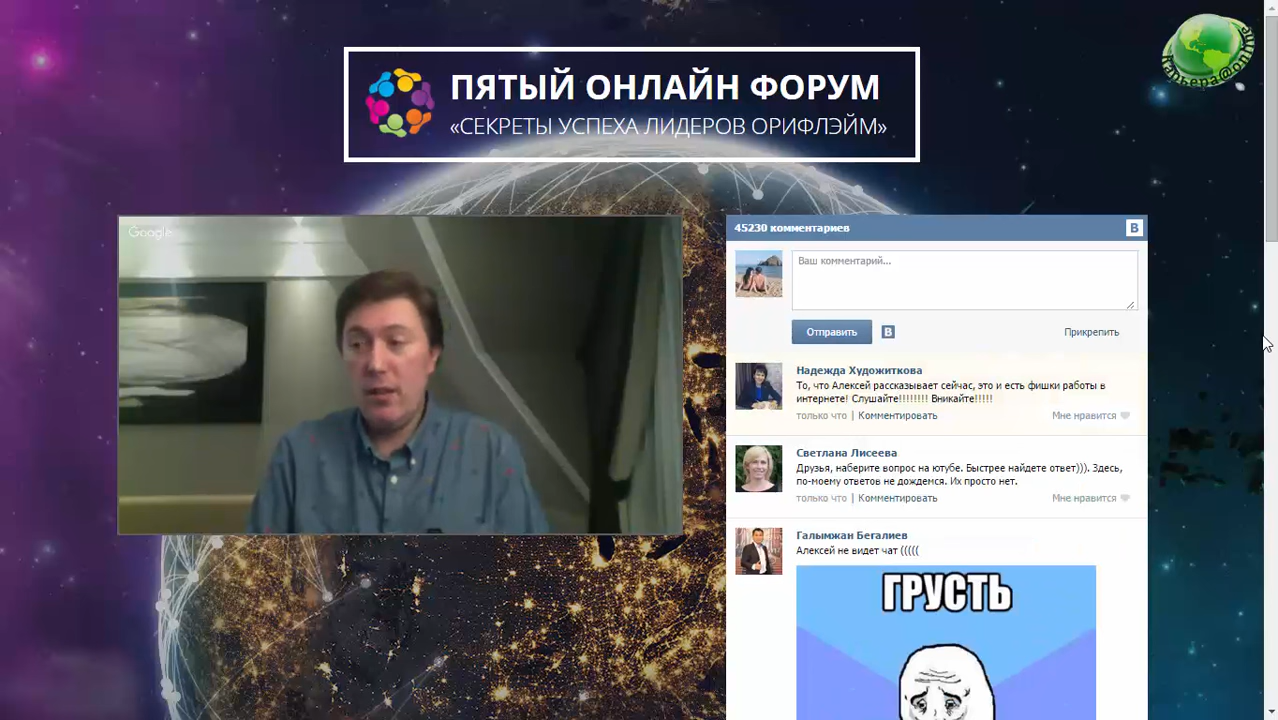 ПЯТЫЙ ОНЛАЙН ФОРУМ
«СЕКРЕТЫ УСПЕХА ЛИДЕРОВ ОРИФЛЭЙМ»
карьера@online
Google
45230 комментариев
В
Ваш комментарий...
Отправить
В
Прикрепить
Надежда Художиткова
То, что Алексей рассказывает сейчас, это и есть фишки работы в
интернете! Слушайте!!!!!!!! Вникайте!!!!!
только что | Комментировать
Мне нравится
Светлана Лисеева
Друзья, наберите вопрос на ютубе. Быстрее найдете ответ))). Здесь,
по-моему ответов не дождемся. Их просто нет.
только что | Комментировать
Мне нравится
Галымжан Бегалиев
Алексей не видет чат (((((
ГРУСТЬ